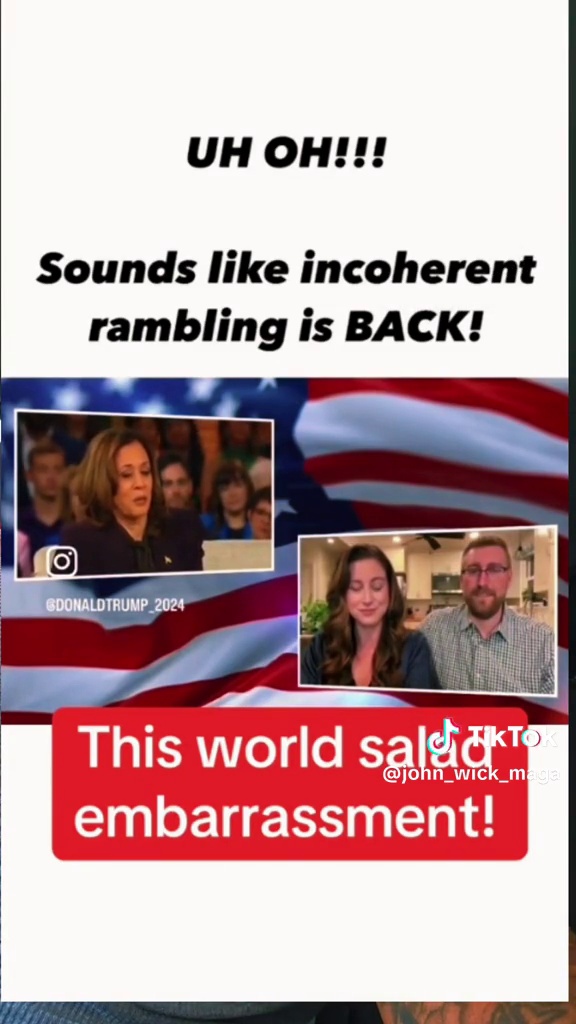 UH OH!!!
Sounds like incoherent
rambling is BACK!
@DONALDTRUMP_2024
This world salad
embarrassment!
TikTok
@john_wick_maga